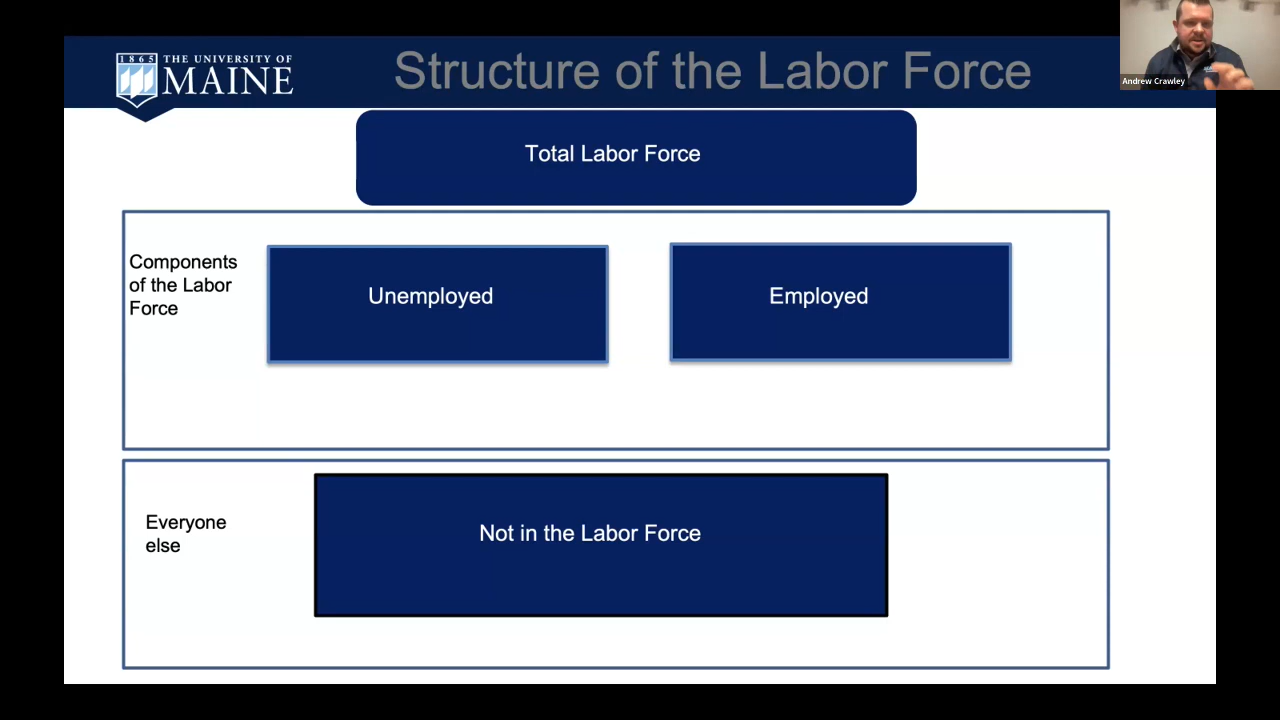 1865 THE UNIVERSITY OF
MAINE
Structure of the Labor Force
Andrew Crawley
Total Labor Force
Components
of the Labor
Force
Unemployed
Employed
Everyone
else
Not in the Labor Force